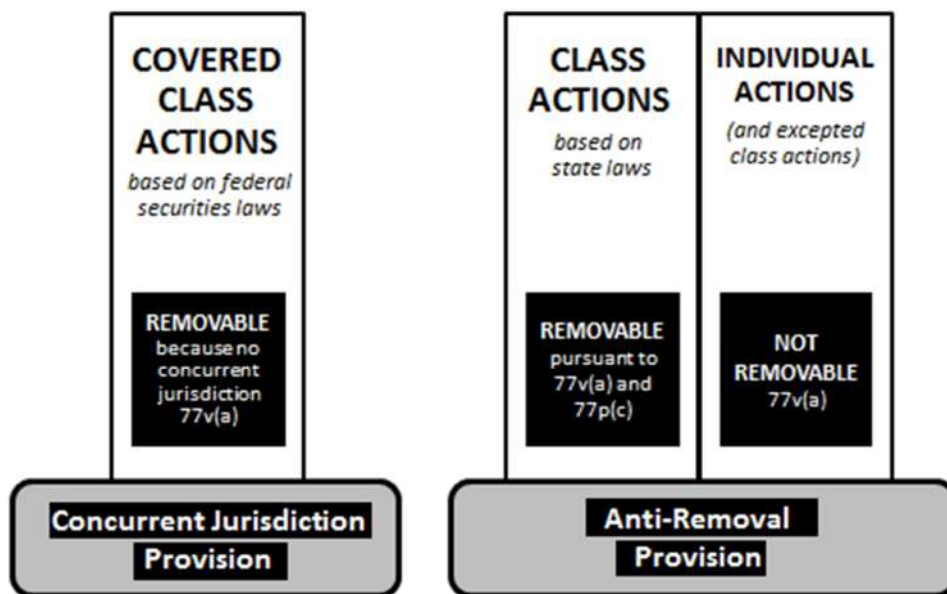 COVERED
CLASS
ACTIONS
based on federal
securities laws
REMOVABLE
because no
concurrent
jurisdiction
77v(a)
Concurrent Jurisdiction
Provision
CLASS
ACTIONS
based on
state laws
REMOVABLE
pursuant to
77v(a) and
77p(c)
INDIVIDUAL
ACTIONS
(and excepted
class actions)
NOT
REMOVABLE
77v(a)
Anti-Removal
Provision